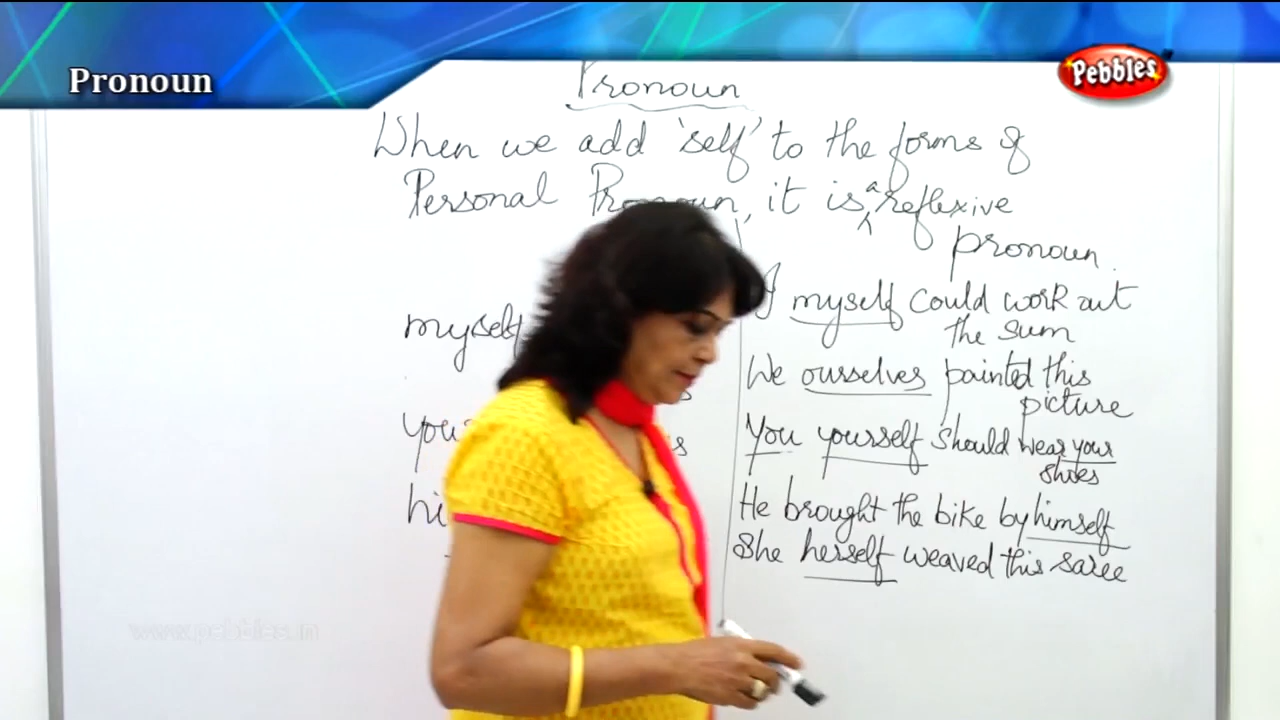 Pronoun
Pebbles
Pronoun
When we add 'self' to the forms of
Personal Pronoun, it is a reflexive
pronoun.
myself
I myself could work out
the sum
We ourselves painted this
picture
You yourself should wear your
shoes
He brought the bike by himself
She herself weaved this saree
www.pebbles.in